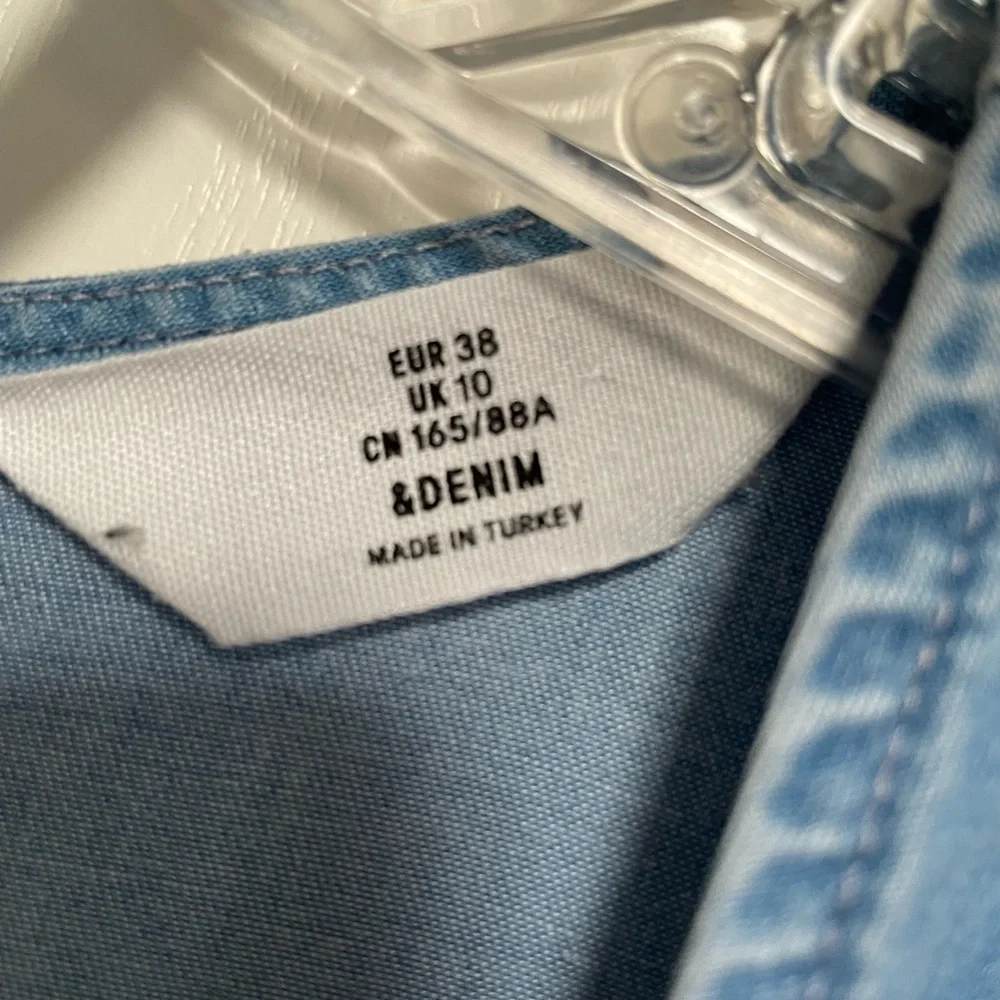 EUR 38
UK 10
CN 165/88A
&DENIM
MADE IN TURKEY